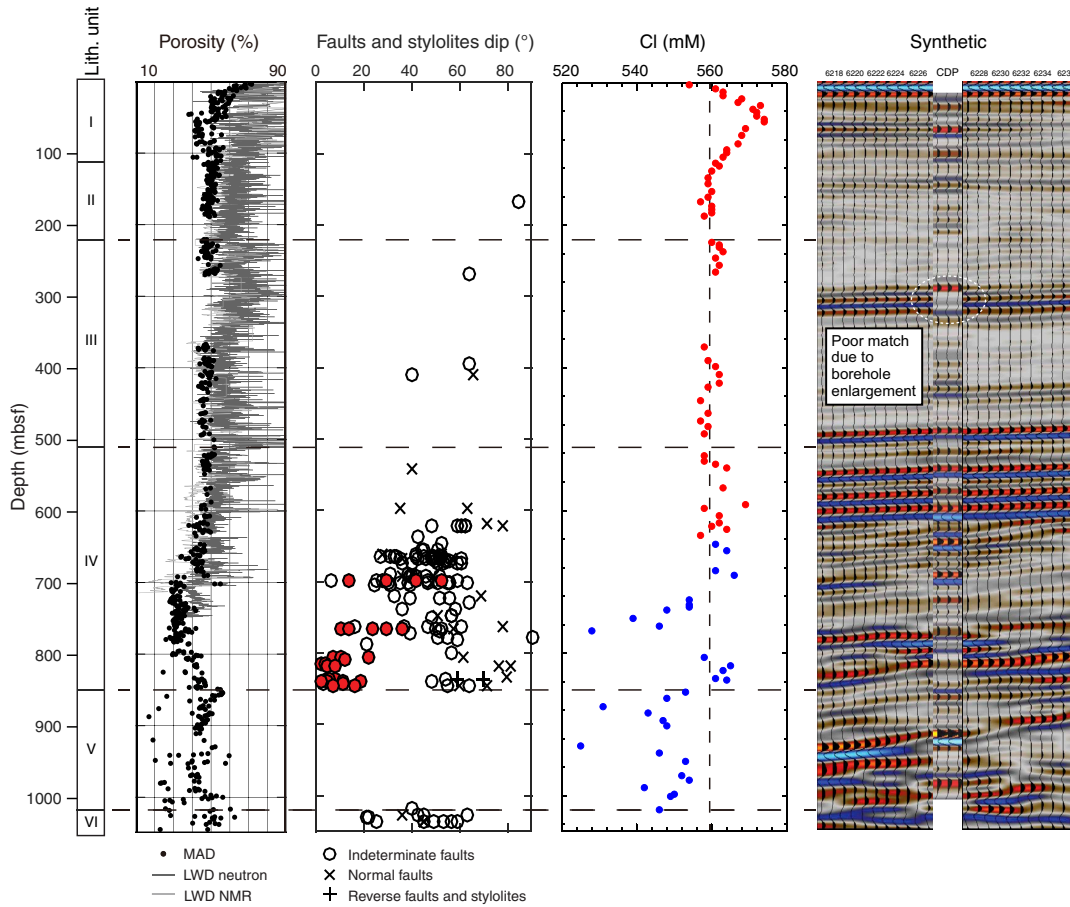 Lith. unit
Porosity (%)
Faults and stylolites dip (°)
Cl (mM)
Synthetic
10 90
0 20 40 60 80
520 540 560 580
6218 6220 6222 6224 6226 CDP 6228 6230 6232 6234
Depth (mbsf)
100
200
300
400
500
600
700
800
900
1000
I
II
III
IV
V
VI
Poor match
due to
borehole
enlargement
MAD
LWD neutron
LWD NMR
Indeterminate faults
Normal faults
Reverse faults and stylolites